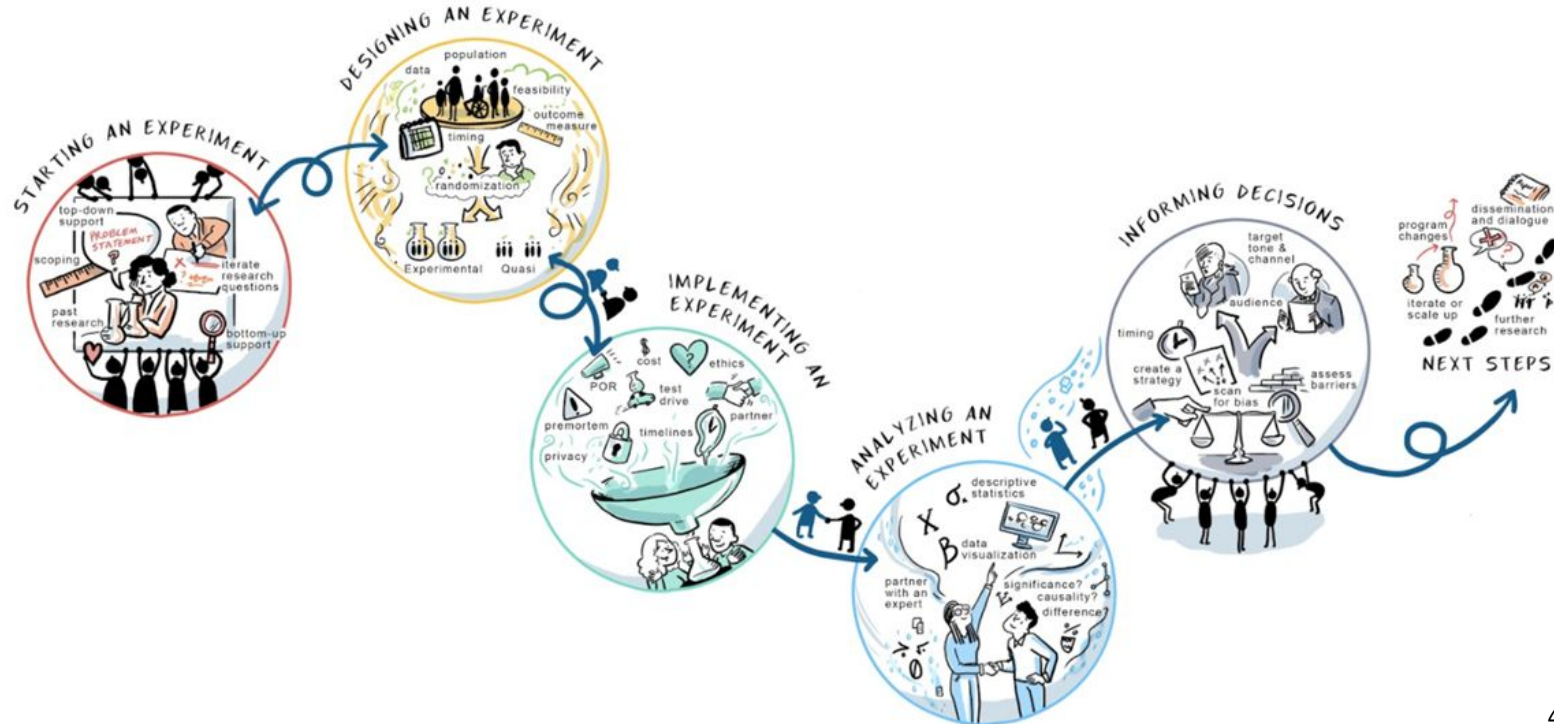 STARTING AN EXPERIMENT
top-down
support
PROBLEM
STATEMENT
?
scoping
X
?
iterate
research
questions
past
research
bottom-up
support
DESIGNING AN EXPERIMENT
population
data
feasibility
outcome
measure
timing
?
randomization
Experimental
Quasi
IMPLEMENTING AN
EXPERIMENT
$
cost
?
ethics
POR
test
drive
!
partner
premortem
timelines
privacy
ANALYZING AN
EXPERIMENT
σ
descriptive
statistics
X
B
data
visualization
partner
with an
expert
significance?
causality?
difference?
%
INFORMING DECISIONS
target
tone &
channel
audience
timing
create a
strategy
scan
for bias
assess
barriers
program
changes
dissemination
and dialogue
?
iterate or
scale up
further
research
NEXT STEPS